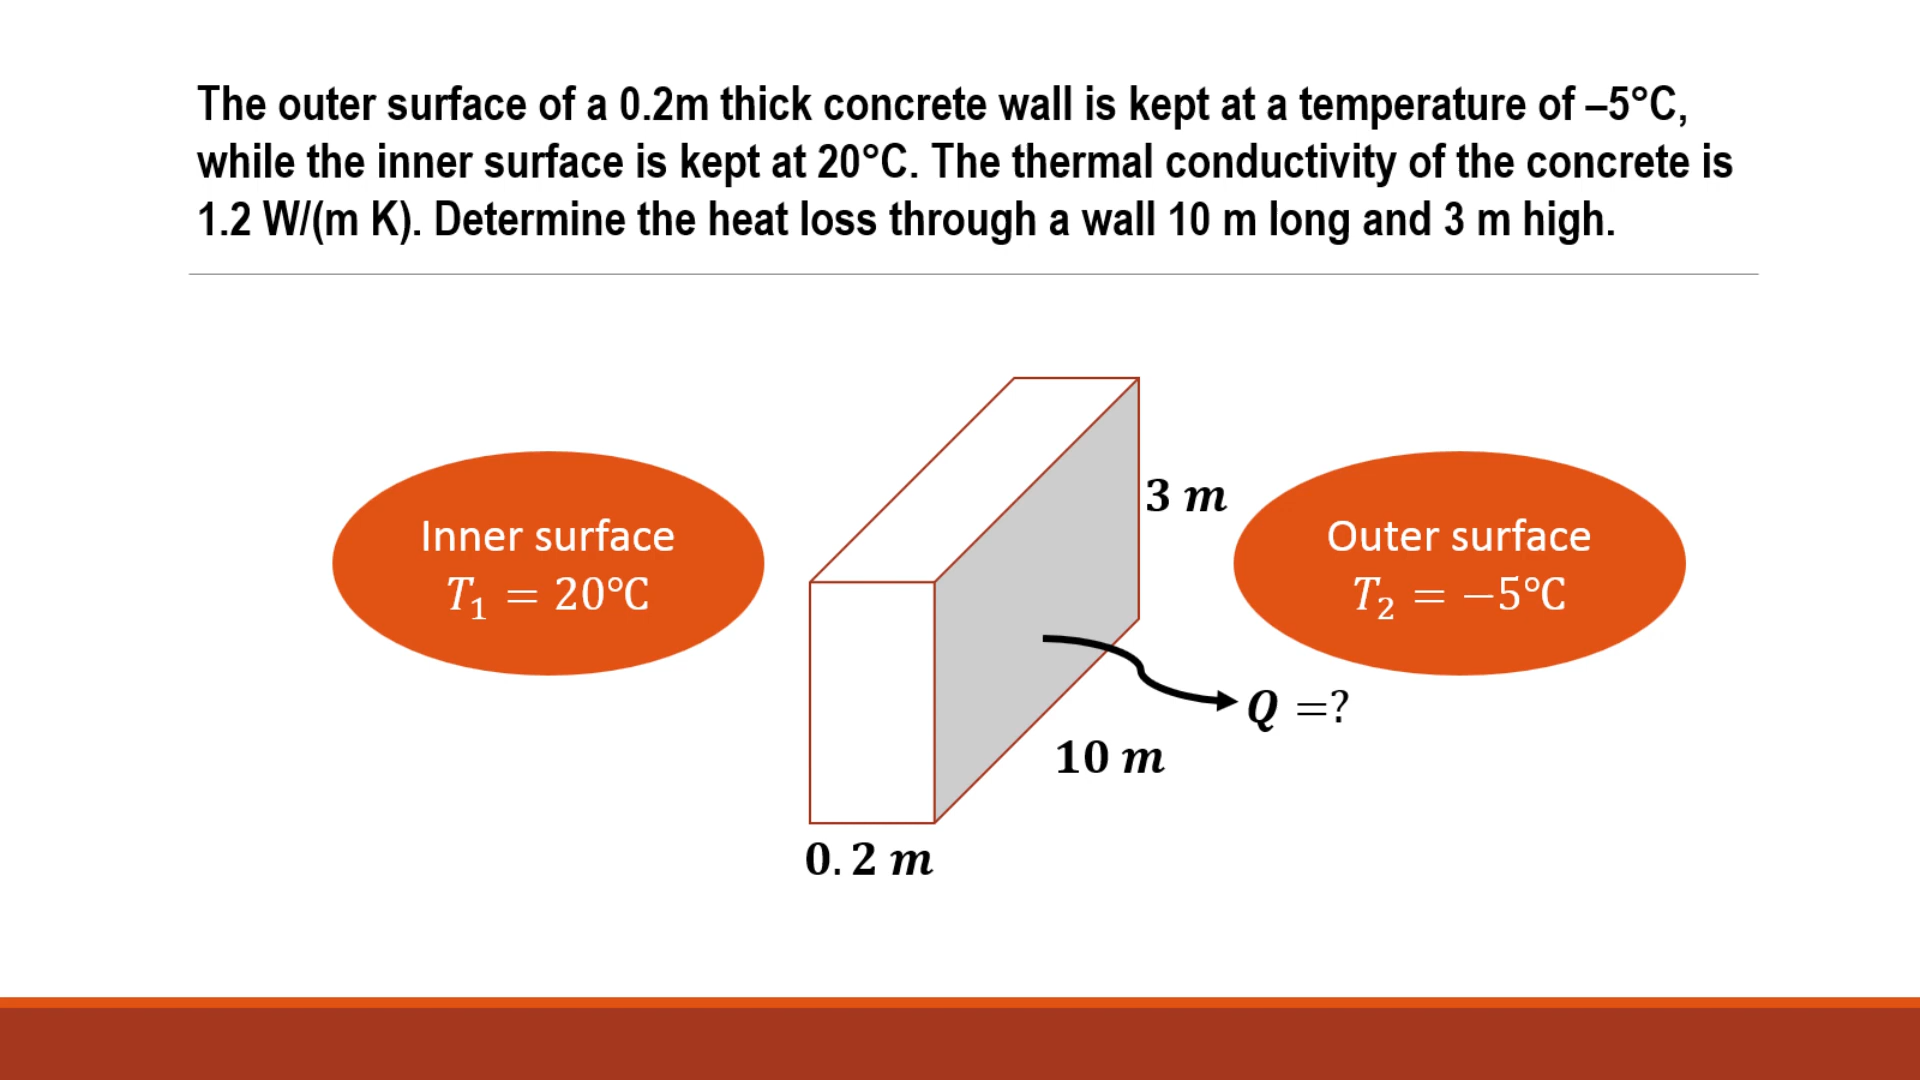 The outer surface of a 0.2m thick concrete wall is kept at a temperature of –5°C,
while the inner surface is kept at 20°C. The thermal conductivity of the concrete is
1.2 W/(m K). Determine the heat loss through a wall 10 m long and 3 m high.
3 m
Inner surface
T₁ = 20℃
Outer surface
T₂ = −5℃
Q =?
10 m
0.2 m